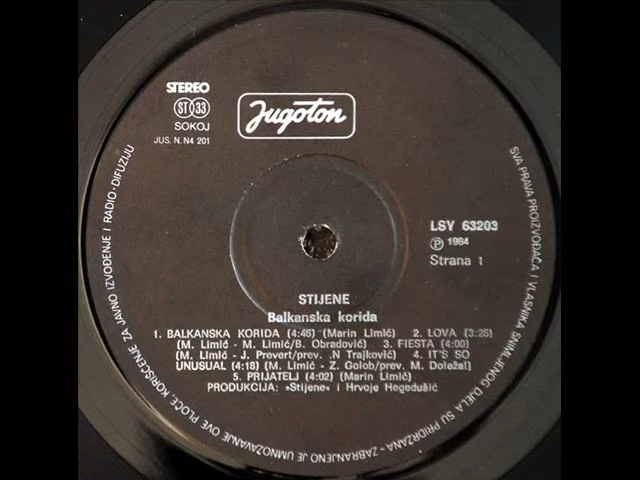 STEREO
ST 33
SOKOJ
JUS. N. N4 201
Jugoton
LSY 63203
Ⓟ 1984
Strana 1
STIJENE
Balkanska korida
1. BALKANSKA KORIDA (4:46) (Marin Limić) 2. LOVA (3:28)
(M. Limić - M. Limić/B. Obradović) 3. FIESTA (4:00)
(M. Limić - J. Prevert/prev. .N Trajković) 4. IT'S SO
UNUSUAL (4:18) (M. Limić - Z. Golob/prev. M. Doležal)
5. PRIJATELJ (4:02) (Marin Limić)
PRODUKCIJA: »Stijene« i Hrvoje Hegedušić
SVA PRAVA PROIZVOĐAČA I VLASNIKA SNIMLJENOG DJELA SU PRIDRŽANA - ZABRANJENO JE UMNOŽAVANJE OVE PLOČE, KORIŠĆENJE ZA JAVNO IZVOĐENJE I RADIO-DIFUZIJU